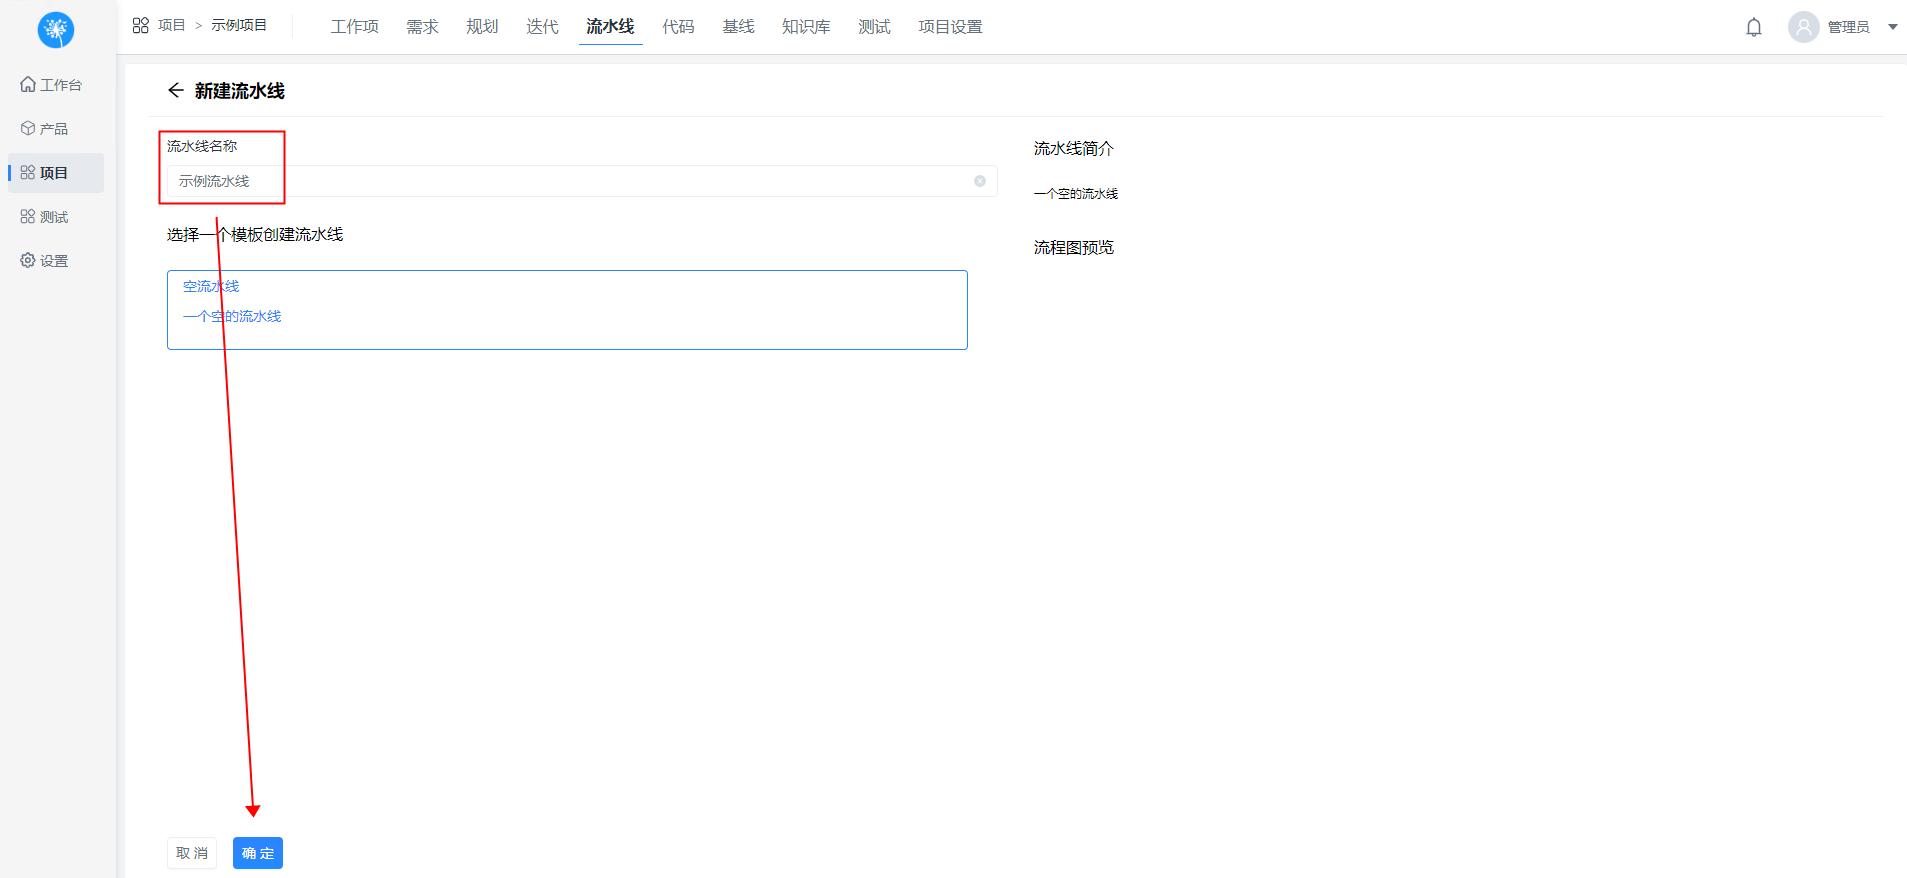 项目 > 示例项目
工作项 需求 规划 迭代 流水线 代码 基线 知识库 测试 项目设置
管理员
工作台
产品
项目
测试
设置
新建流水线
流水线名称
示例流水线
选择一个模板创建流水线
空流水线
一个空的流水线
流水线简介
一个空的流水线
流程图预览
取 消
确 定